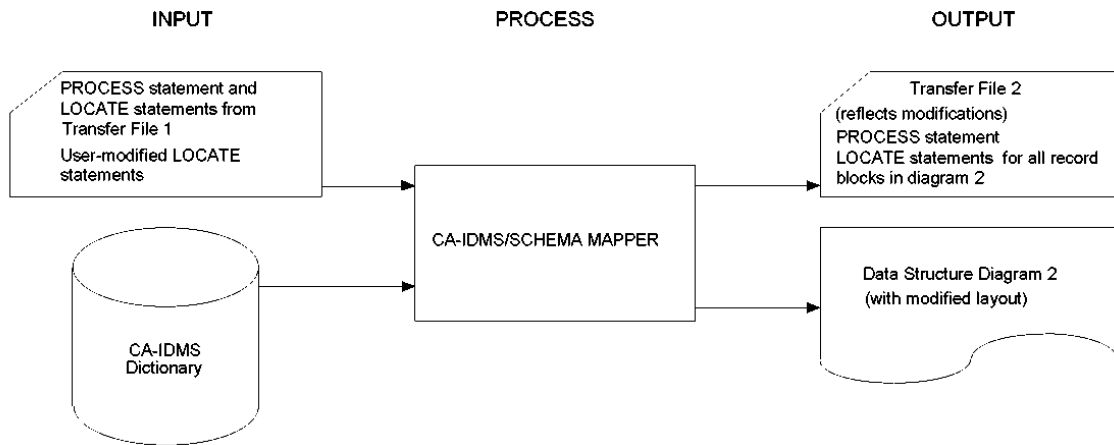 INPUT
PROCESS
OUTPUT
PROCESS statement and
LOCATE statements from
Transfer File 1
User-modified LOCATE
statements
CA-IDMS
Dictionary
CA-IDMS/SCHEMA MAPPER
Transfer File 2
(reflects modifications)
PROCESS statement
LOCATE statements for all record
blocks in diagram 2
Data Structure Diagram 2
(with modified layout)